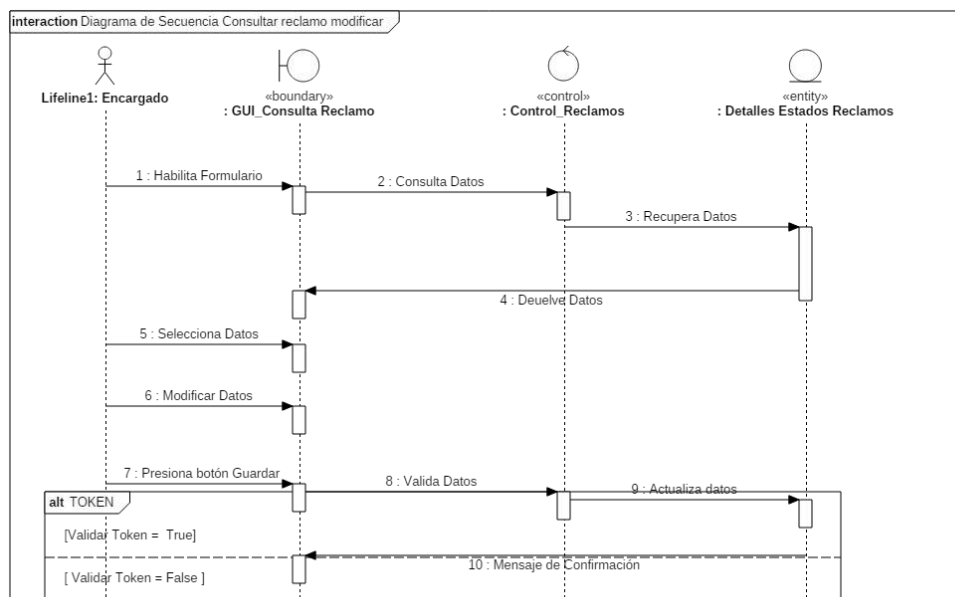 interaction Diagrama de Secuencia Consultar reclamo modificar
Lifeline1: Encargado
«boundary»
: GUI_Consulta Reclamo
«control»
: Control_Reclamos
«entity»
: Detalles Estados Reclamos
1 : Habilita Formulario
2 : Consulta Datos
3 : Recupera Datos
4 : Deuelve Datos
5 : Selecciona Datos
6 : Modificar Datos
7 : Presiona botón Guardar
8 : Valida Datos
9 : Actualiza datos
alt TOKEN
[Validar Token = True]
10 : Mensaje de Confirmación
[ Validar Token = False ]